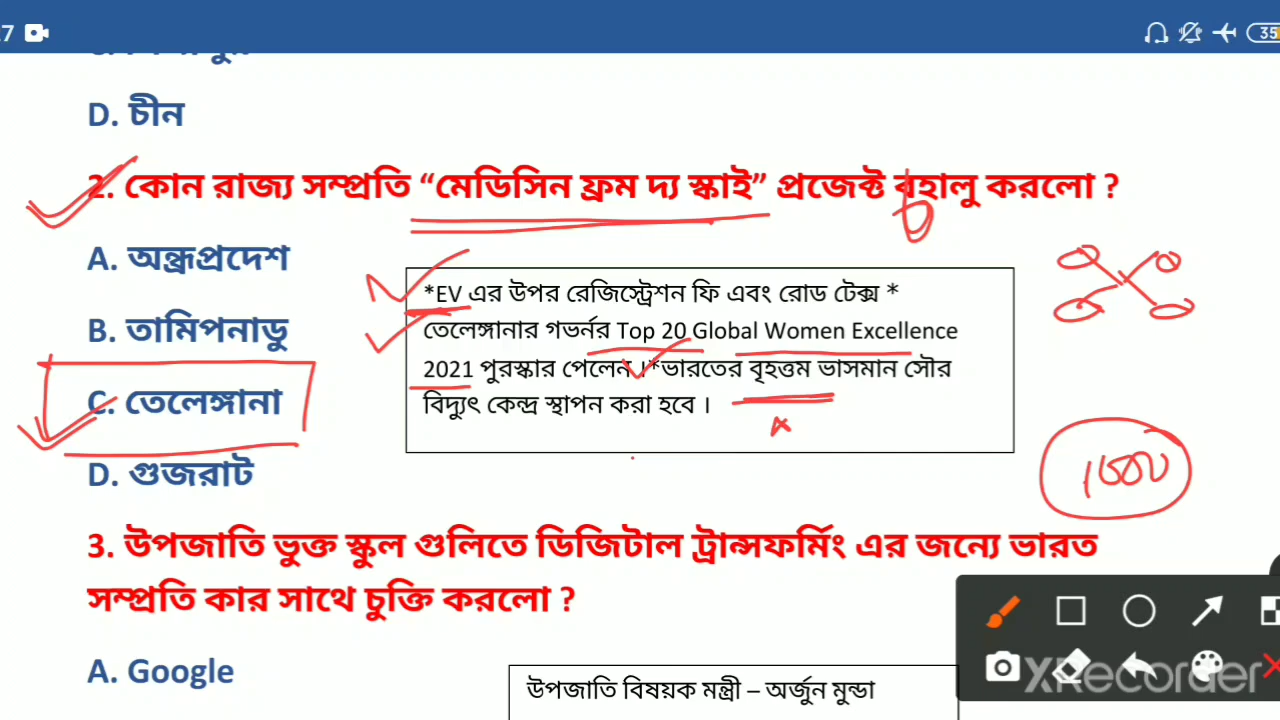 D. চীন
2. কোন রাজ্য সম্প্রতি “মেডিসিন ফ্রম দ্য স্কাই” প্রজেক্ট বহালু করলো ?
A. অন্ধ্রপ্রদেশ
B. তামিপনাডু
C. তেলেঙ্গানা
D. গুজরাট
*EV এর উপর রেজিস্ট্রেশন ফি এবং রোড টেক্স *
তেলেঙ্গানার গভর্নর Top 20 Global Women Excellence
2021 পুরস্কার পেলেন ।*ভারতের বৃহত্তম ভাসমান সৌর
বিদ্যুৎ কেন্দ্র স্থাপন করা হবে ।
3. উপজাতি ভুক্ত স্কুল গুলিতে ডিজিটাল ট্রান্সফর্মিং এর জন্যে ভারত
সম্প্রতি কার সাথে চুক্তি করলো ?
A. Google
উপজাতি বিষয়ক মন্ত্রী – অর্জুন মুন্ডা
35
XRecorder